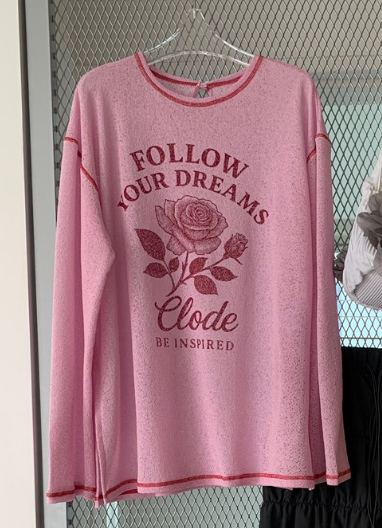 FOLLOW
YOUR DREAMS
Clode
BE INSPIRED